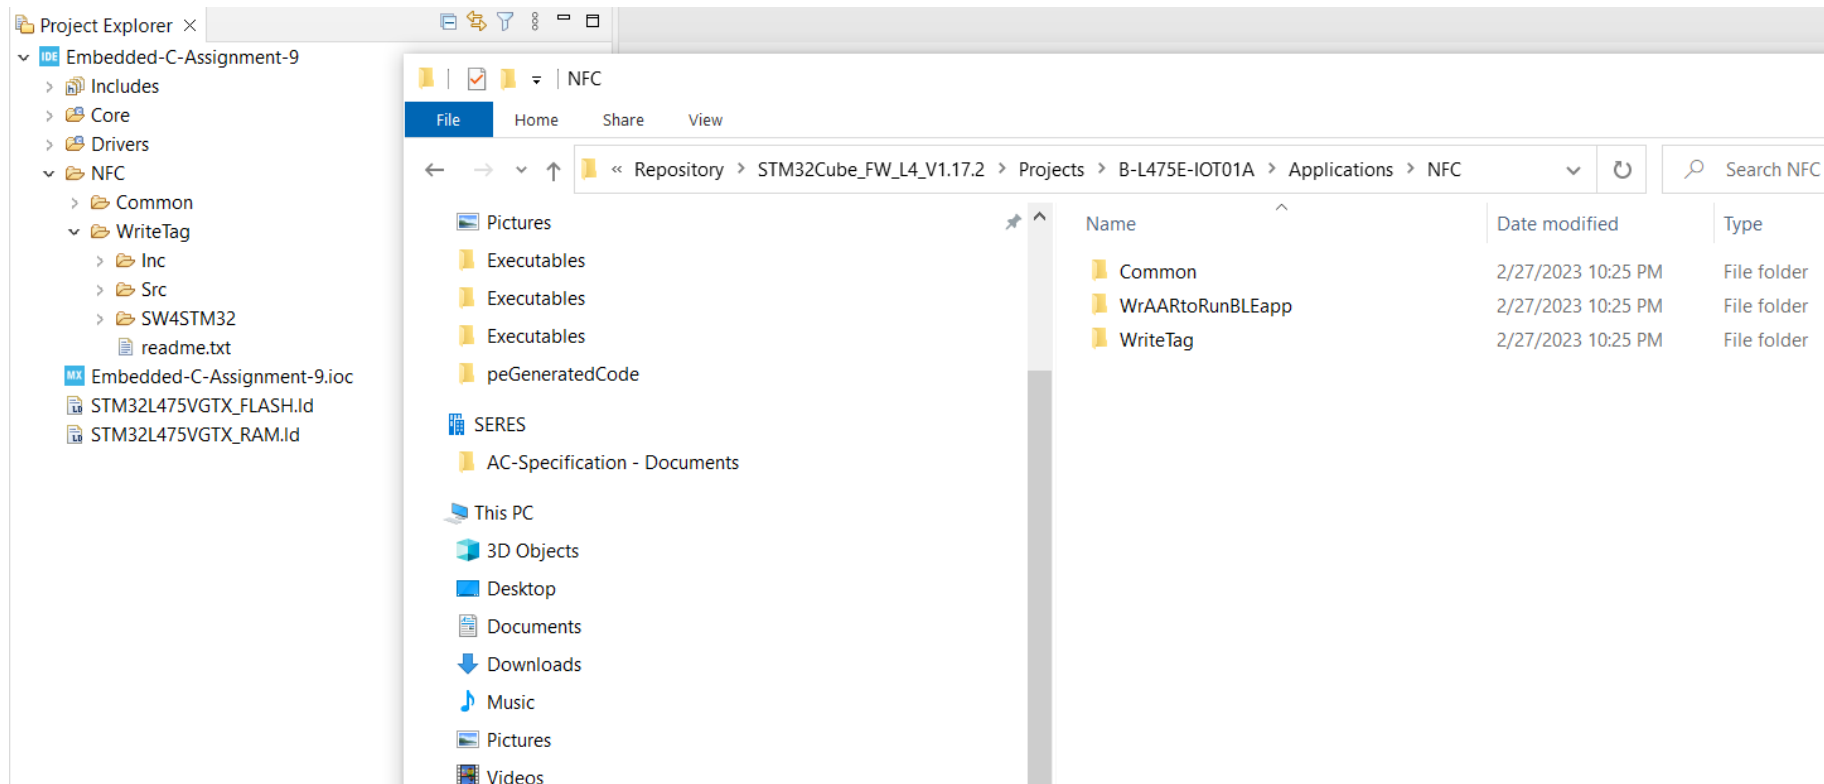 Project Explorer
IDE Embedded-C-Assignment-9
Includes
Core
Drivers
NFC
Common
WriteTag
Inc
Src
SW4STM32
readme.txt
MX Embedded-C-Assignment-9.ioc
STM32L475VGTX_FLASH.ld
STM32L475VGTX_RAM.ld
NFC
File Home Share View
« Repository > STM32Cube_FW_L4_V1.17.2 > Projects > B-L475E-IOT01A > Applications > NFC
Search NFC
Pictures
Executables
Executables
Executables
peGeneratedCode
SERES
AC-Specification - Documents
This PC
3D Objects
Desktop
Documents
Downloads
Music
Pictures
Videos
Name Date modified Type
Common 2/27/2023 10:25 PM File folder
WrAARtoRunBLEapp 2/27/2023 10:25 PM File folder
WriteTag 2/27/2023 10:25 PM File folder